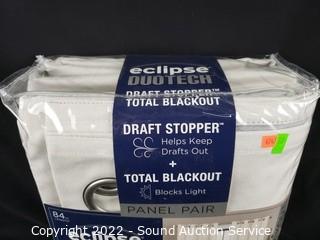 eclipse
DUOTECH
DRAFT STOPPER™
TOTAL BLACKOUT
DRAFT STOPPER™
Helps Keep
Drafts Out
+
TOTAL BLACKOUT
Blocks Light
PANEL PAIR
84
eclipse
Copyright 2022 - Sound Auction Service